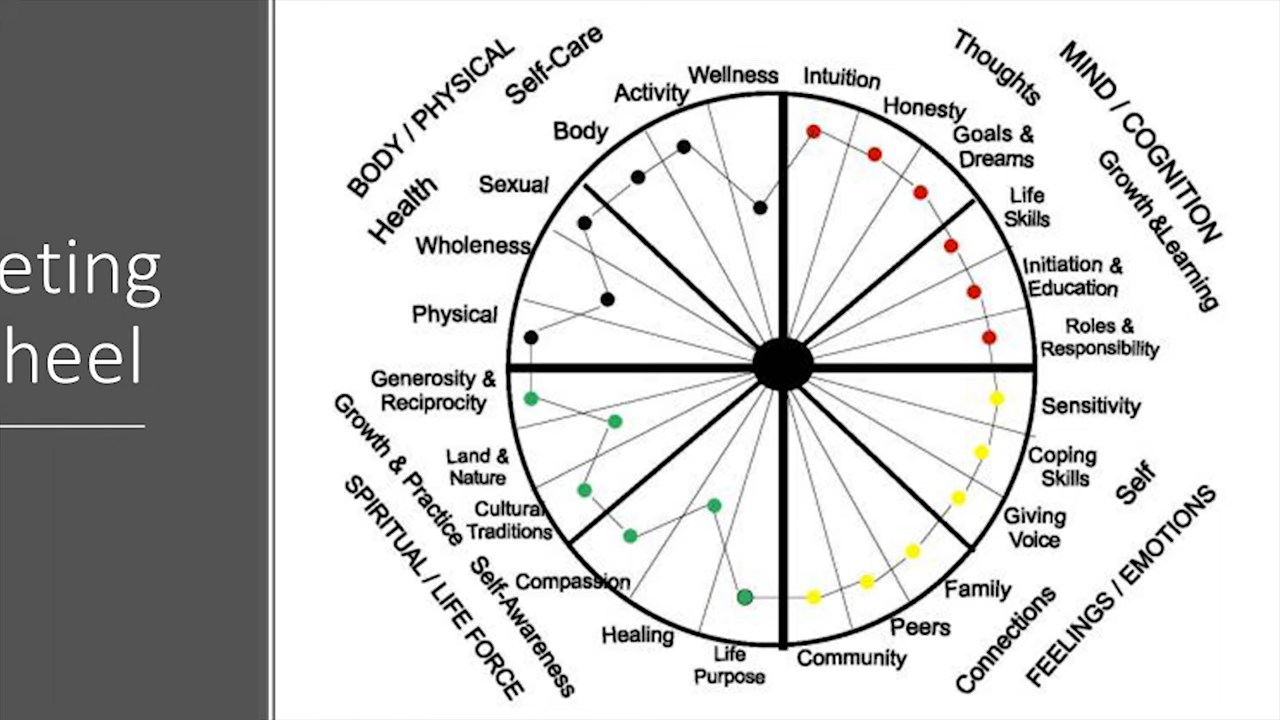 eting
heel
BODY / PHYSICAL
Self-Care
Health
Wellness
Activity
Body
Sexual
Wholeness
Physical
Intuition
Honesty
Goals &
Dreams
Life
Skills
Initiation &
Education
Roles &
Responsibility
Thoughts
MIND / COGNITION
Growth &Learning
Sensitivity
Coping
Skills
Giving
Voice
Family
Peers
Community
Self
Connections
FEELINGS / EMOTIONS
Generosity &
Reciprocity
Land &
Nature
Cultural
Traditions
Compassion
Healing
Life
Purpose
Growth & Practice
Self-Awareness
SPIRITUAL / LIFE FORCE